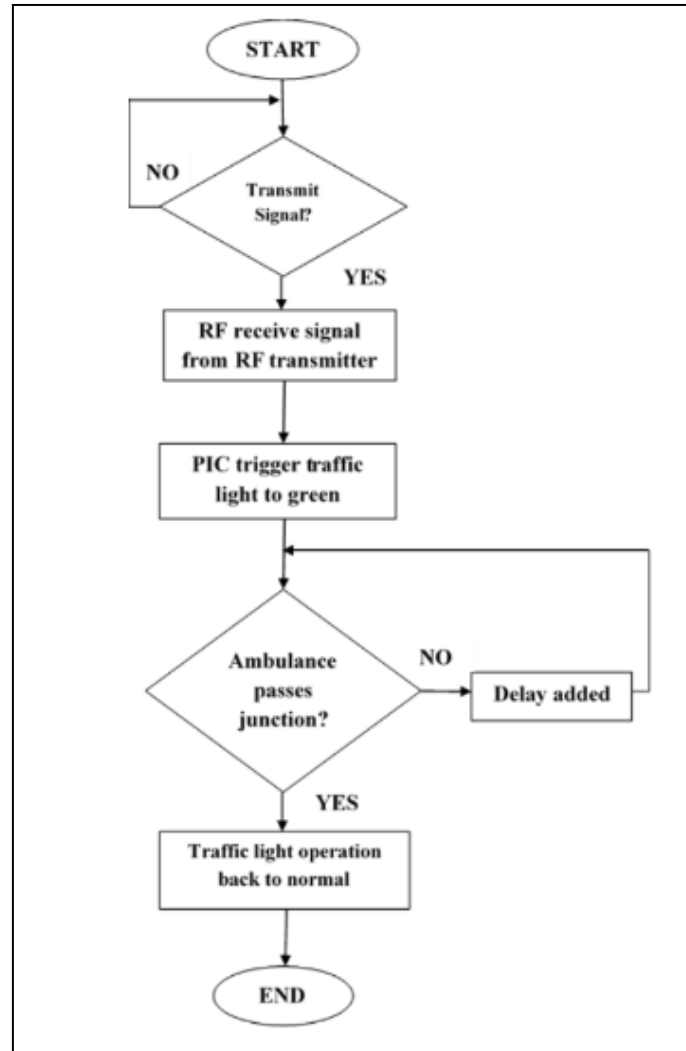 START
NO
Transmit
Signal?
YES
RF receive signal
from RF transmitter
PIC trigger traffic
light to green
Ambulance
passes
junction?
NO
Delay added
YES
Traffic light operation
back to normal
END